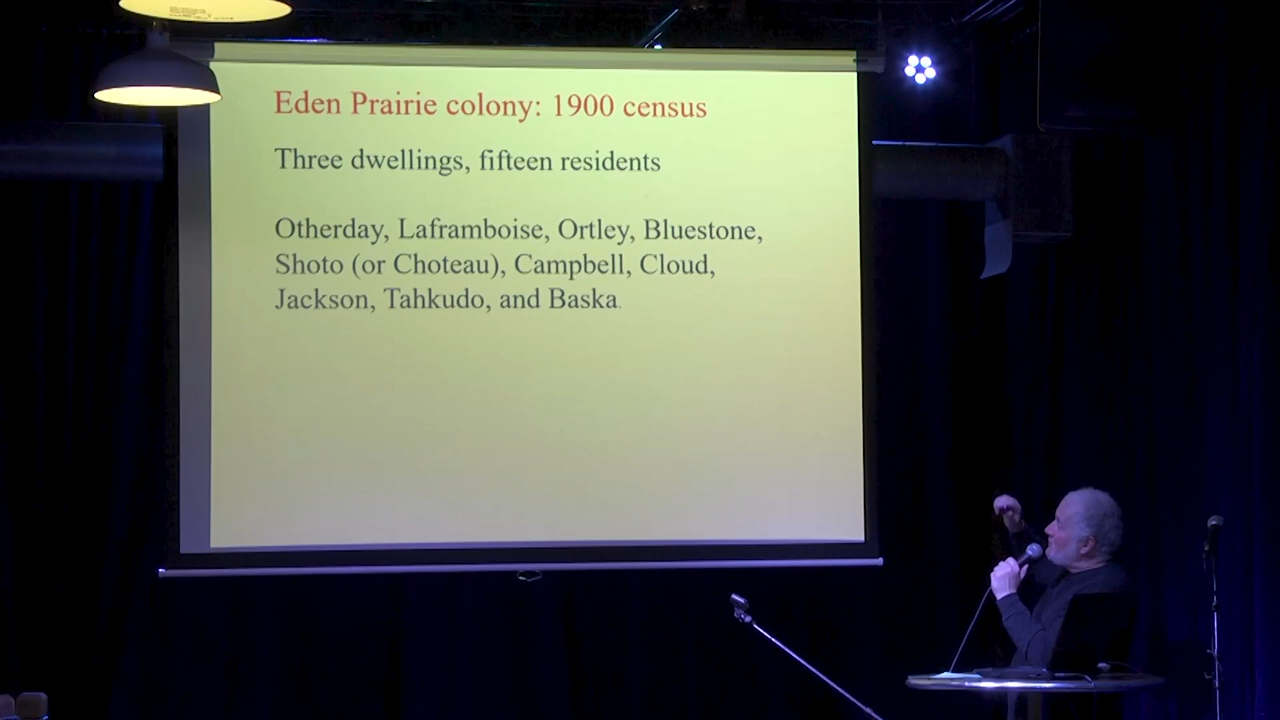 Eden Prairie colony: 1900 census
Three dwellings, fifteen residents
Otherday, Laframboise, Ortley, Bluestone,
Shoto (or Choteau), Campbell, Cloud,
Jackson, Tahkudo, and Baska.